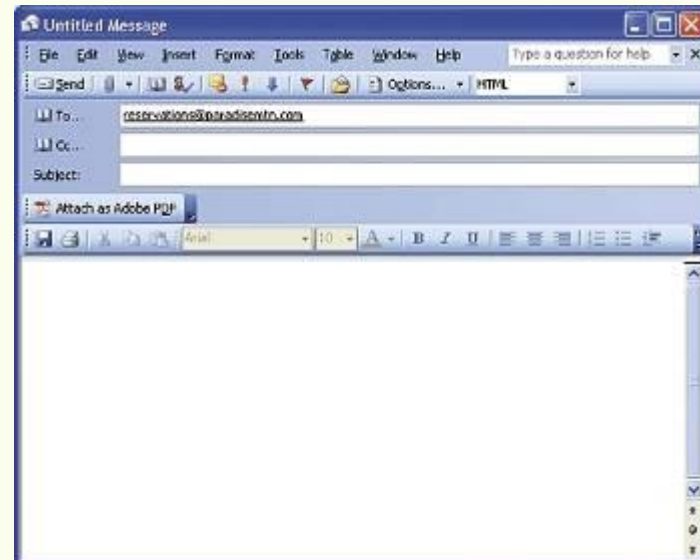 Untitled Message
File Edit View Insert Format Tools Table Window Help Type a question for help
Send Options... HTML
To... reservations@paradisemtn.com
Cc...
Subject:
Attach as Adobe PDF
Arial 10 A B I U